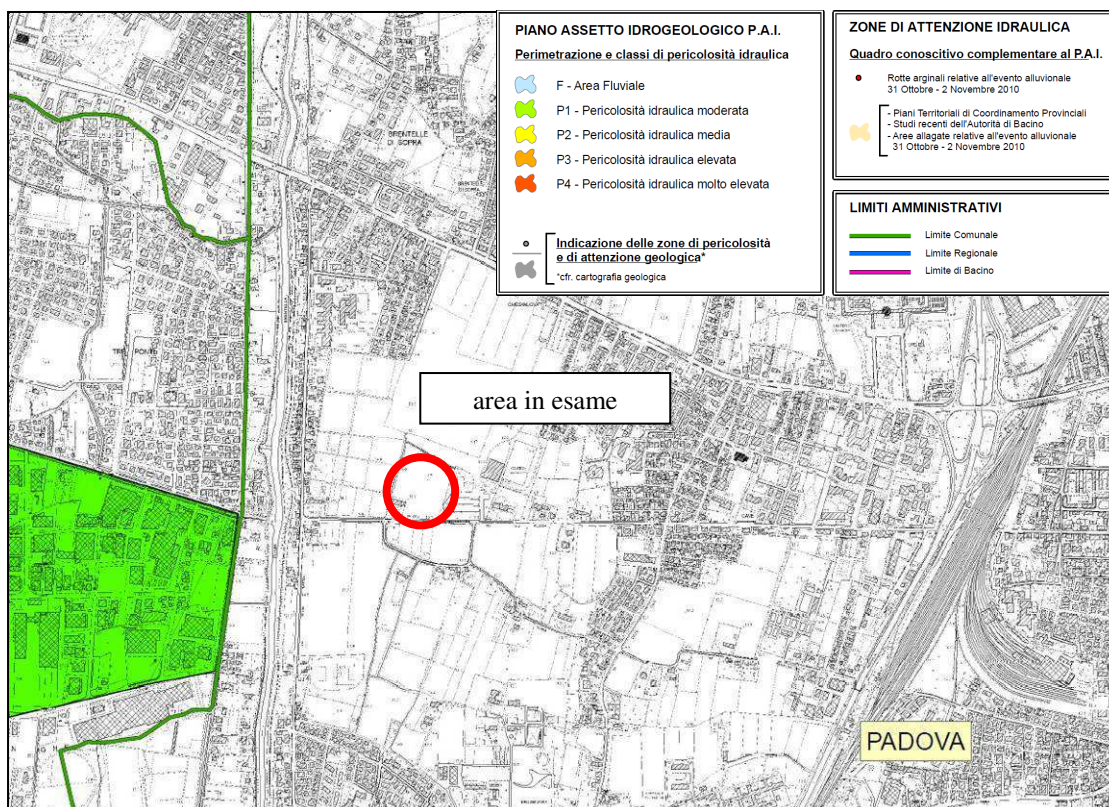 PIANO ASSETTO IDROGEOLOGICO P.A.I.
Perimetrazione e classi di pericolosità idraulica
F - Area Fluviale
P1 - Pericolosità idraulica moderata
P2 - Pericolosità idraulica media
P3 - Pericolosità idraulica elevata
P4 - Pericolosità idraulica molto elevata
Indicazione delle zone di pericolosità
e di attenzione geologica*
*cfr. cartografia geologica
ZONE DI ATTENZIONE IDRAULICA
Quadro conoscitivo complementare al P.A.I.
Rotte arginali relative all'evento alluvionale
31 Ottobre - 2 Novembre 2010
- Piani Territoriali di Coordinamento Provinciali
- Studi recenti dell'Autorità di Bacino
- Aree allagate relative all'evento alluvionale
31 Ottobre - 2 Novembre 2010
LIMITI AMMINISTRATIVI
Limite Comunale
Limite Regionale
Limite di Bacino
BRENTELLE
DI SOPRA
CHIESANUOVA
TRE PONTI
area in esame
CAVE
PADOVA